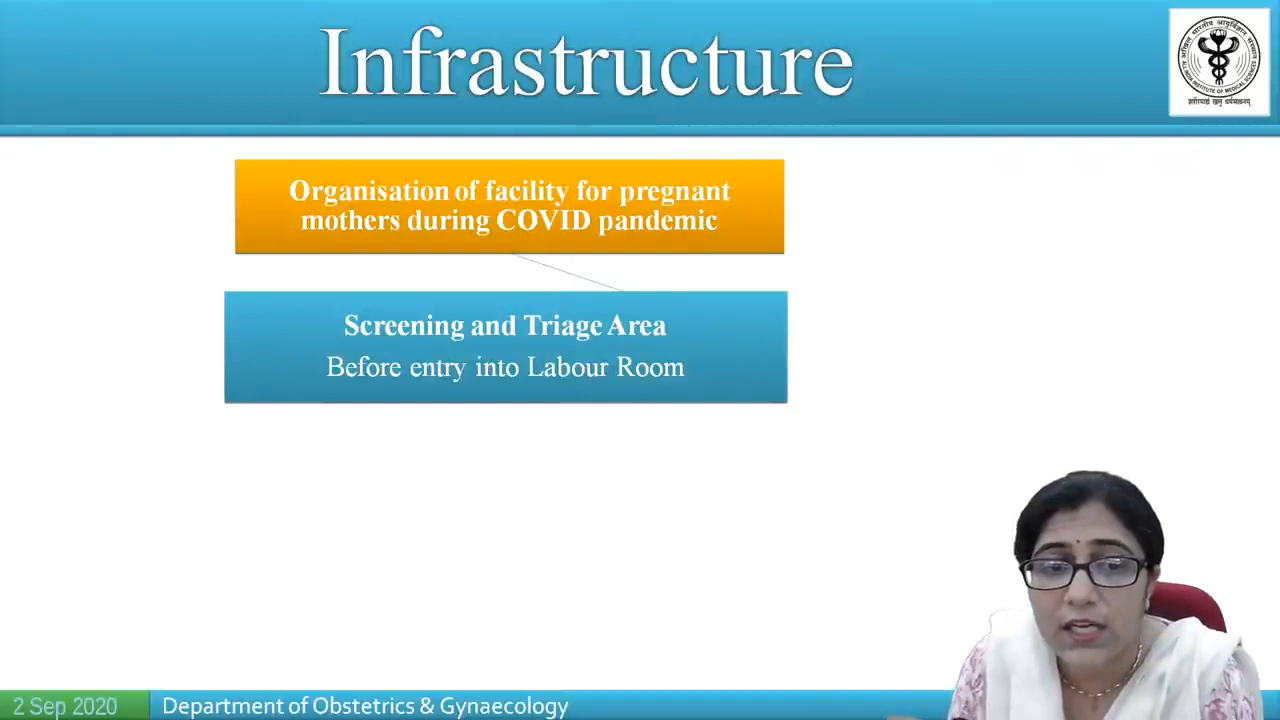 Infrastructure
Organisation of facility for pregnant
mothers during COVID pandemic
Screening and Triage Area
Before entry into Labour Room
2 Sep 2020
Department of Obstetrics & Gynaecology